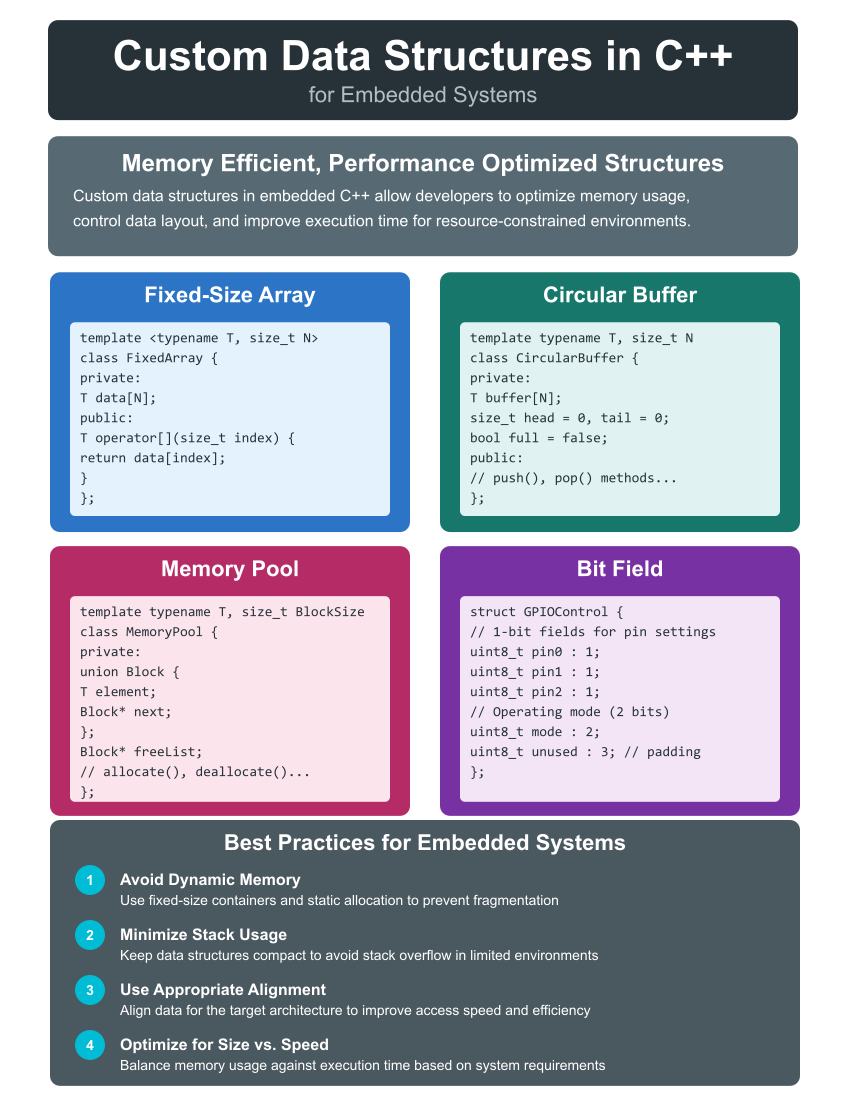 Custom Data Structures in C++
for Embedded Systems
Memory Efficient, Performance Optimized Structures
Custom data structures in embedded C++ allow developers to optimize memory usage,
control data layout, and improve execution time for resource-constrained environments.
Fixed-Size Array
template <typename T, size_t N>
class FixedArray {
private:
T data[N];
public:
T operator[](size_t index) {
return data[index];
}
};
Circular Buffer
template typename T, size_t N
class CircularBuffer {
private:
T buffer[N];
size_t head = 0, tail = 0;
bool full = false;
public:
// push(), pop() methods...
};
Memory Pool
template typename T, size_t BlockSize
class MemoryPool {
private:
union Block {
T element;
Block* next;
};
Block* freeList;
// allocate(), deallocate()...
};
Bit Field
struct GPIOControl {
// 1-bit fields for pin settings
uint8_t pin0 : 1;
uint8_t pin1 : 1;
uint8_t pin2 : 1;
// Operating mode (2 bits)
uint8_t mode : 2;
uint8_t unused : 3; // padding
};
Best Practices for Embedded Systems
1
Avoid Dynamic Memory
Use fixed-size containers and static allocation to prevent fragmentation
2
Minimize Stack Usage
Keep data structures compact to avoid stack overflow in limited environments
3
Use Appropriate Alignment
Align data for the target architecture to improve access speed and efficiency
4
Optimize for Size vs. Speed
Balance memory usage against execution time based on system requirements